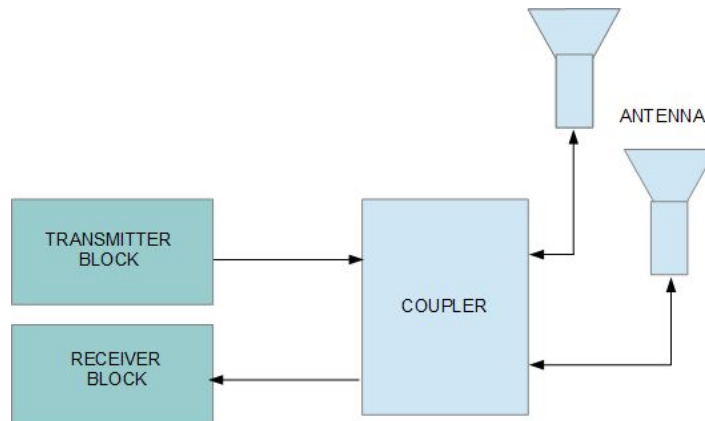 ANTENNA
TRANSMITTER
BLOCK
COUPLER
RECEIVER
BLOCK